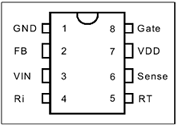 GND 1 8 Gate
FB 2 7 VDD
VIN 3 6 Sense
Ri 4 5 RT